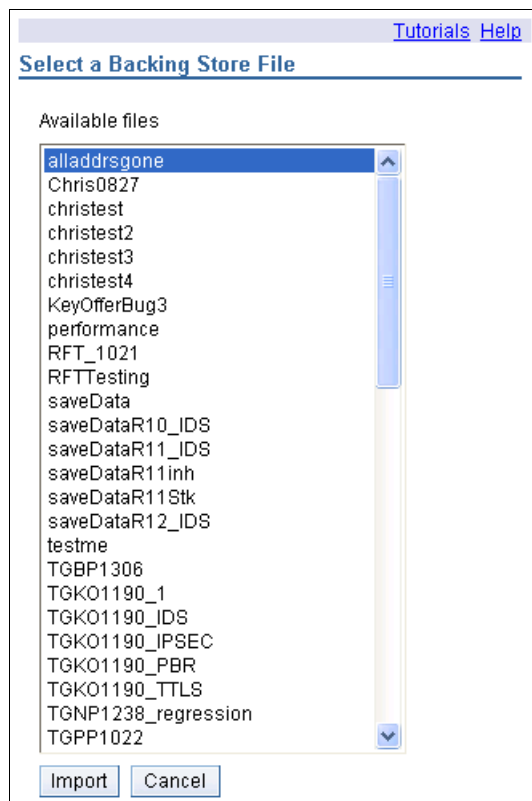 Tutorials Help
Select a Backing Store File
Available files
alladdrsgone
Chris0827
christest
christest2
christest3
christest4
KeyOfferBug3
performance
RFT_1021
RFTTesting
saveData
saveDataR10_IDS
saveDataR11_IDS
saveDataR11inh
saveDataR11Stk
saveDataR12_IDS
testme
TGBP1306
TGKO1190_1
TGKO1190_IDS
TGKO1190_IPSEC
TGKO1190_PBR
TGKO1190_TTLS
TGNP1238_regression
TGPP1022
Import Cancel